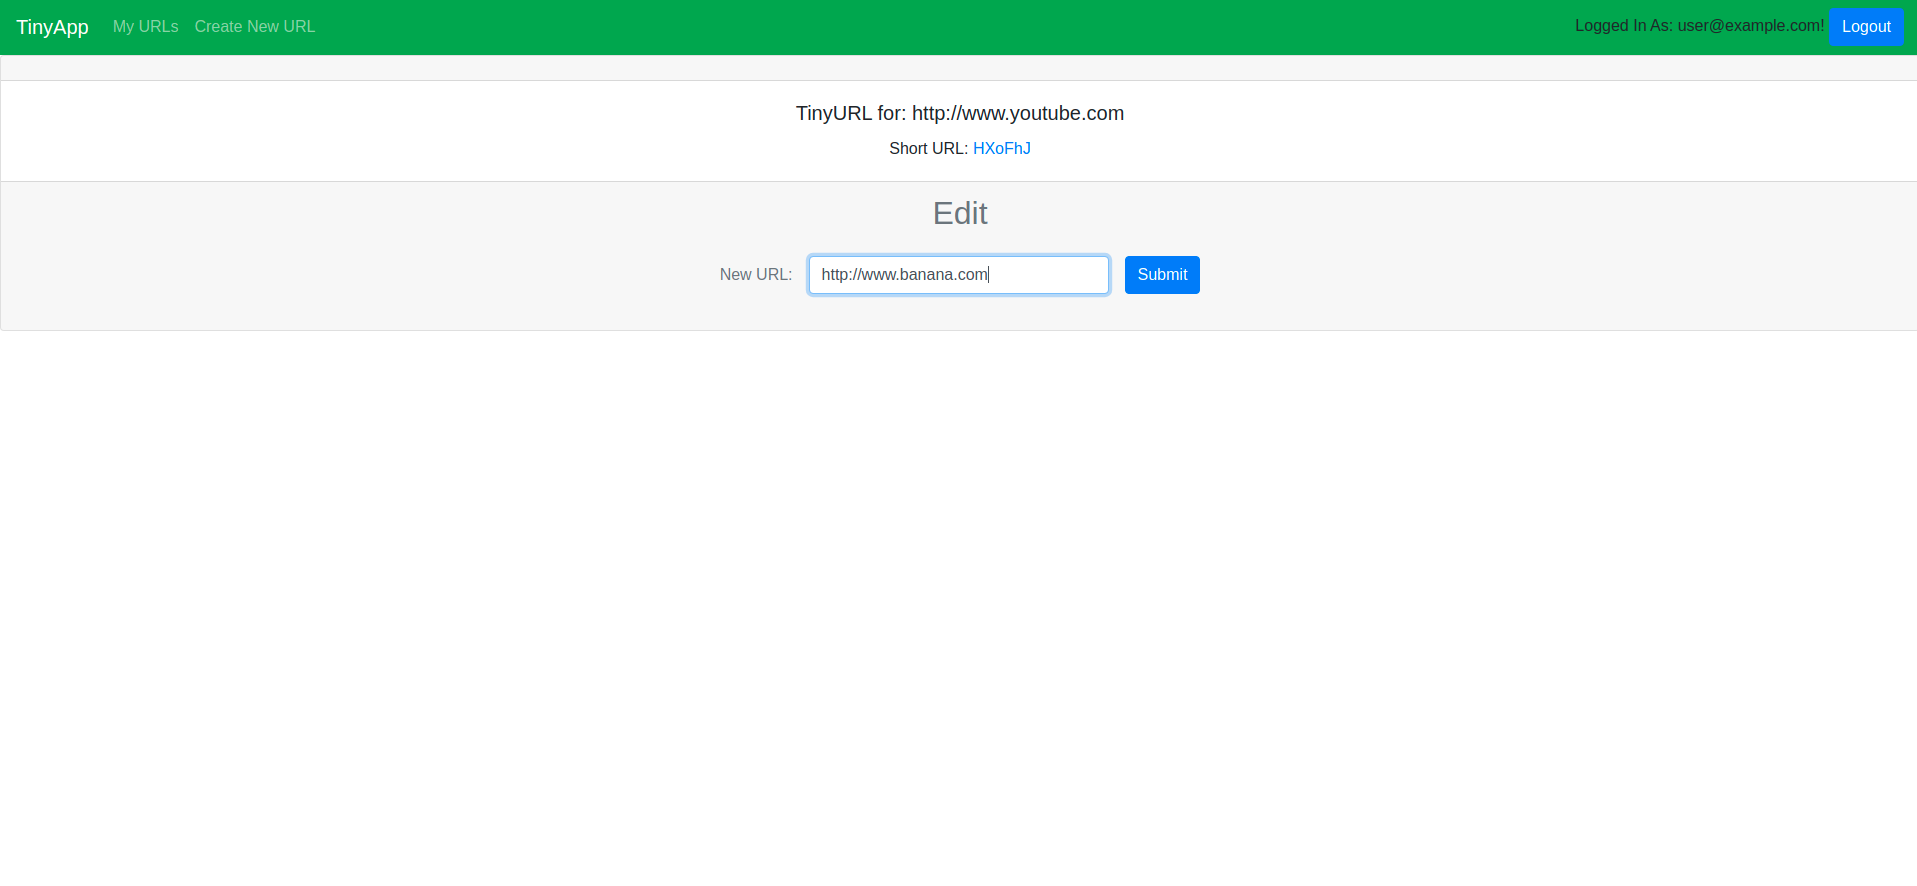 TinyApp My URLs Create New URL Logged In As: user@example.com! Logout
TinyURL for: http://www.youtube.com
Short URL: HXoFhJ
Edit
New URL: http://www.banana.com Submit